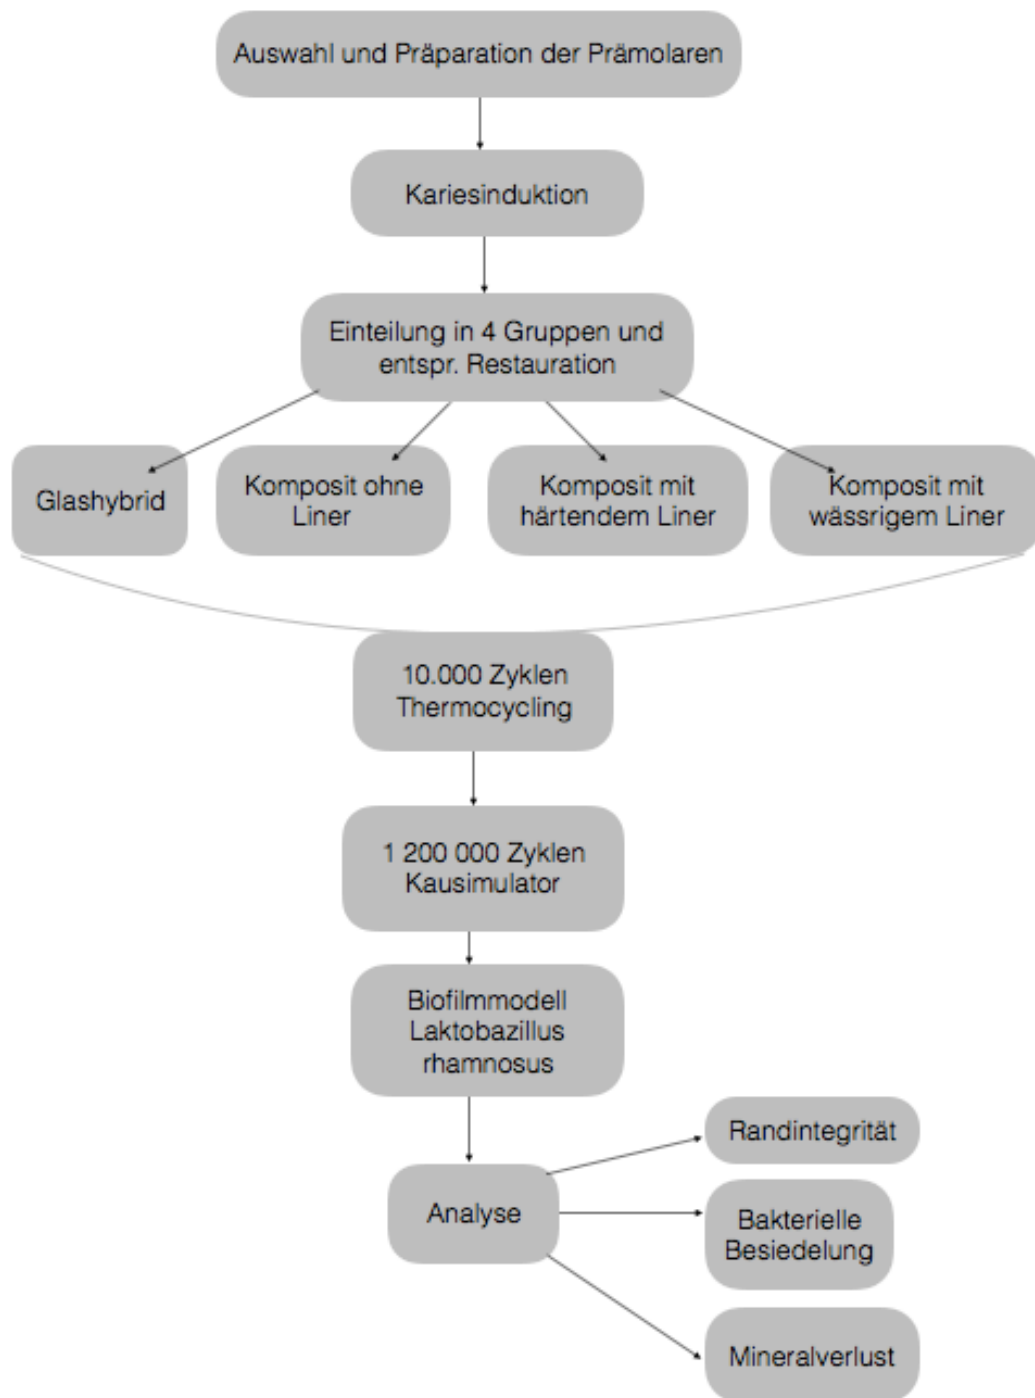 Auswahl und Präparation der Prämolaren
Kariesinduktion
Einteilung in 4 Gruppen und
entspr. Restauration
Glashybrid
Komposit ohne
Liner
Komposit mit
härtendem Liner
Komposit mit
wässrigem Liner
10.000 Zyklen
Thermocycling
1 200 000 Zyklen
Kausimulator
Biofilmmodell
Laktobazillus
rhamnosus
Analyse
Randintegrität
Bakterielle
Besiedelung
Mineralverlust